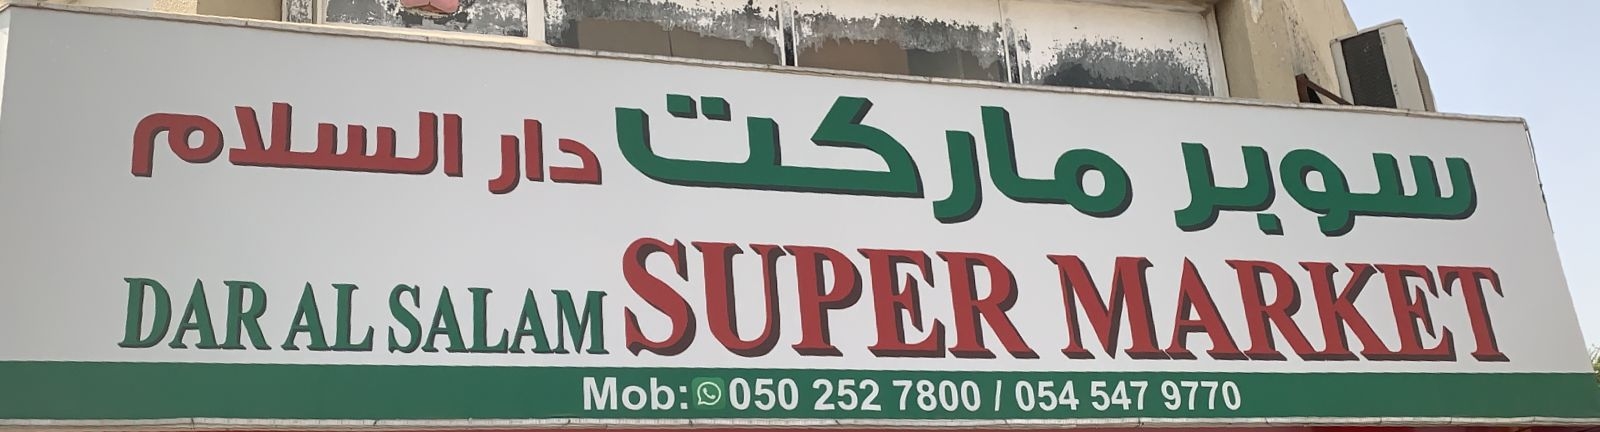 سوبر ماركت دار السلام
DAR AL SALAM SUPER MARKET
Mob: 050 252 7800 / 054 547 9770